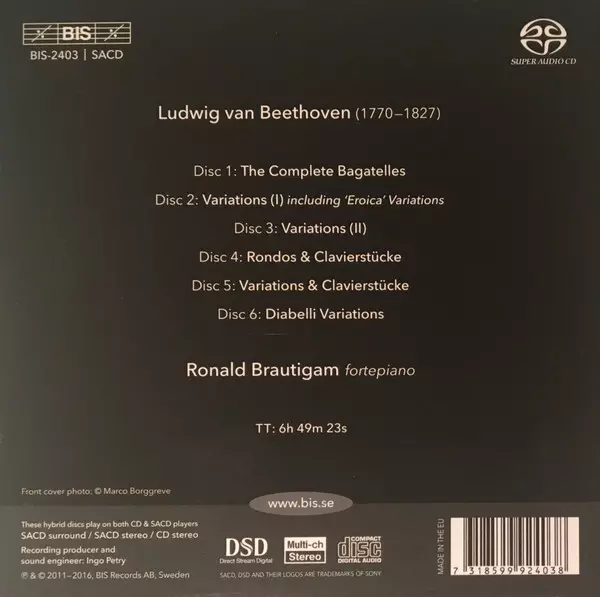 BIS
BIS-2403 | SACD
SUPER AUDIO CD
Ludwig van Beethoven (1770–1827)
Disc 1: The Complete Bagatelles
Disc 2: Variations (I) including ‘Eroica’ Variations
Disc 3: Variations (II)
Disc 4: Rondos & Clavierstücke
Disc 5: Variations & Clavierstücke
Disc 6: Diabelli Variations
Ronald Brautigam fortepiano
TT: 6h 49m 23s
Front cover photo: © Marco Borggreve
www.bis.se
These hybrid discs play on both CD & SACD players
SACD surround / SACD stereo / CD stereo
Recording producer and
sound engineer: Ingo Petry
℗ & © 2011–2016, BIS Records AB, Sweden
DSD
Direct Stream Digital
Multi-ch
Stereo
COMPACT
disc
DIGITAL AUDIO
SACD, DSD AND THEIR LOGOS ARE TRADEMARKS OF SONY
MADE IN THE EU
7 318599 924038